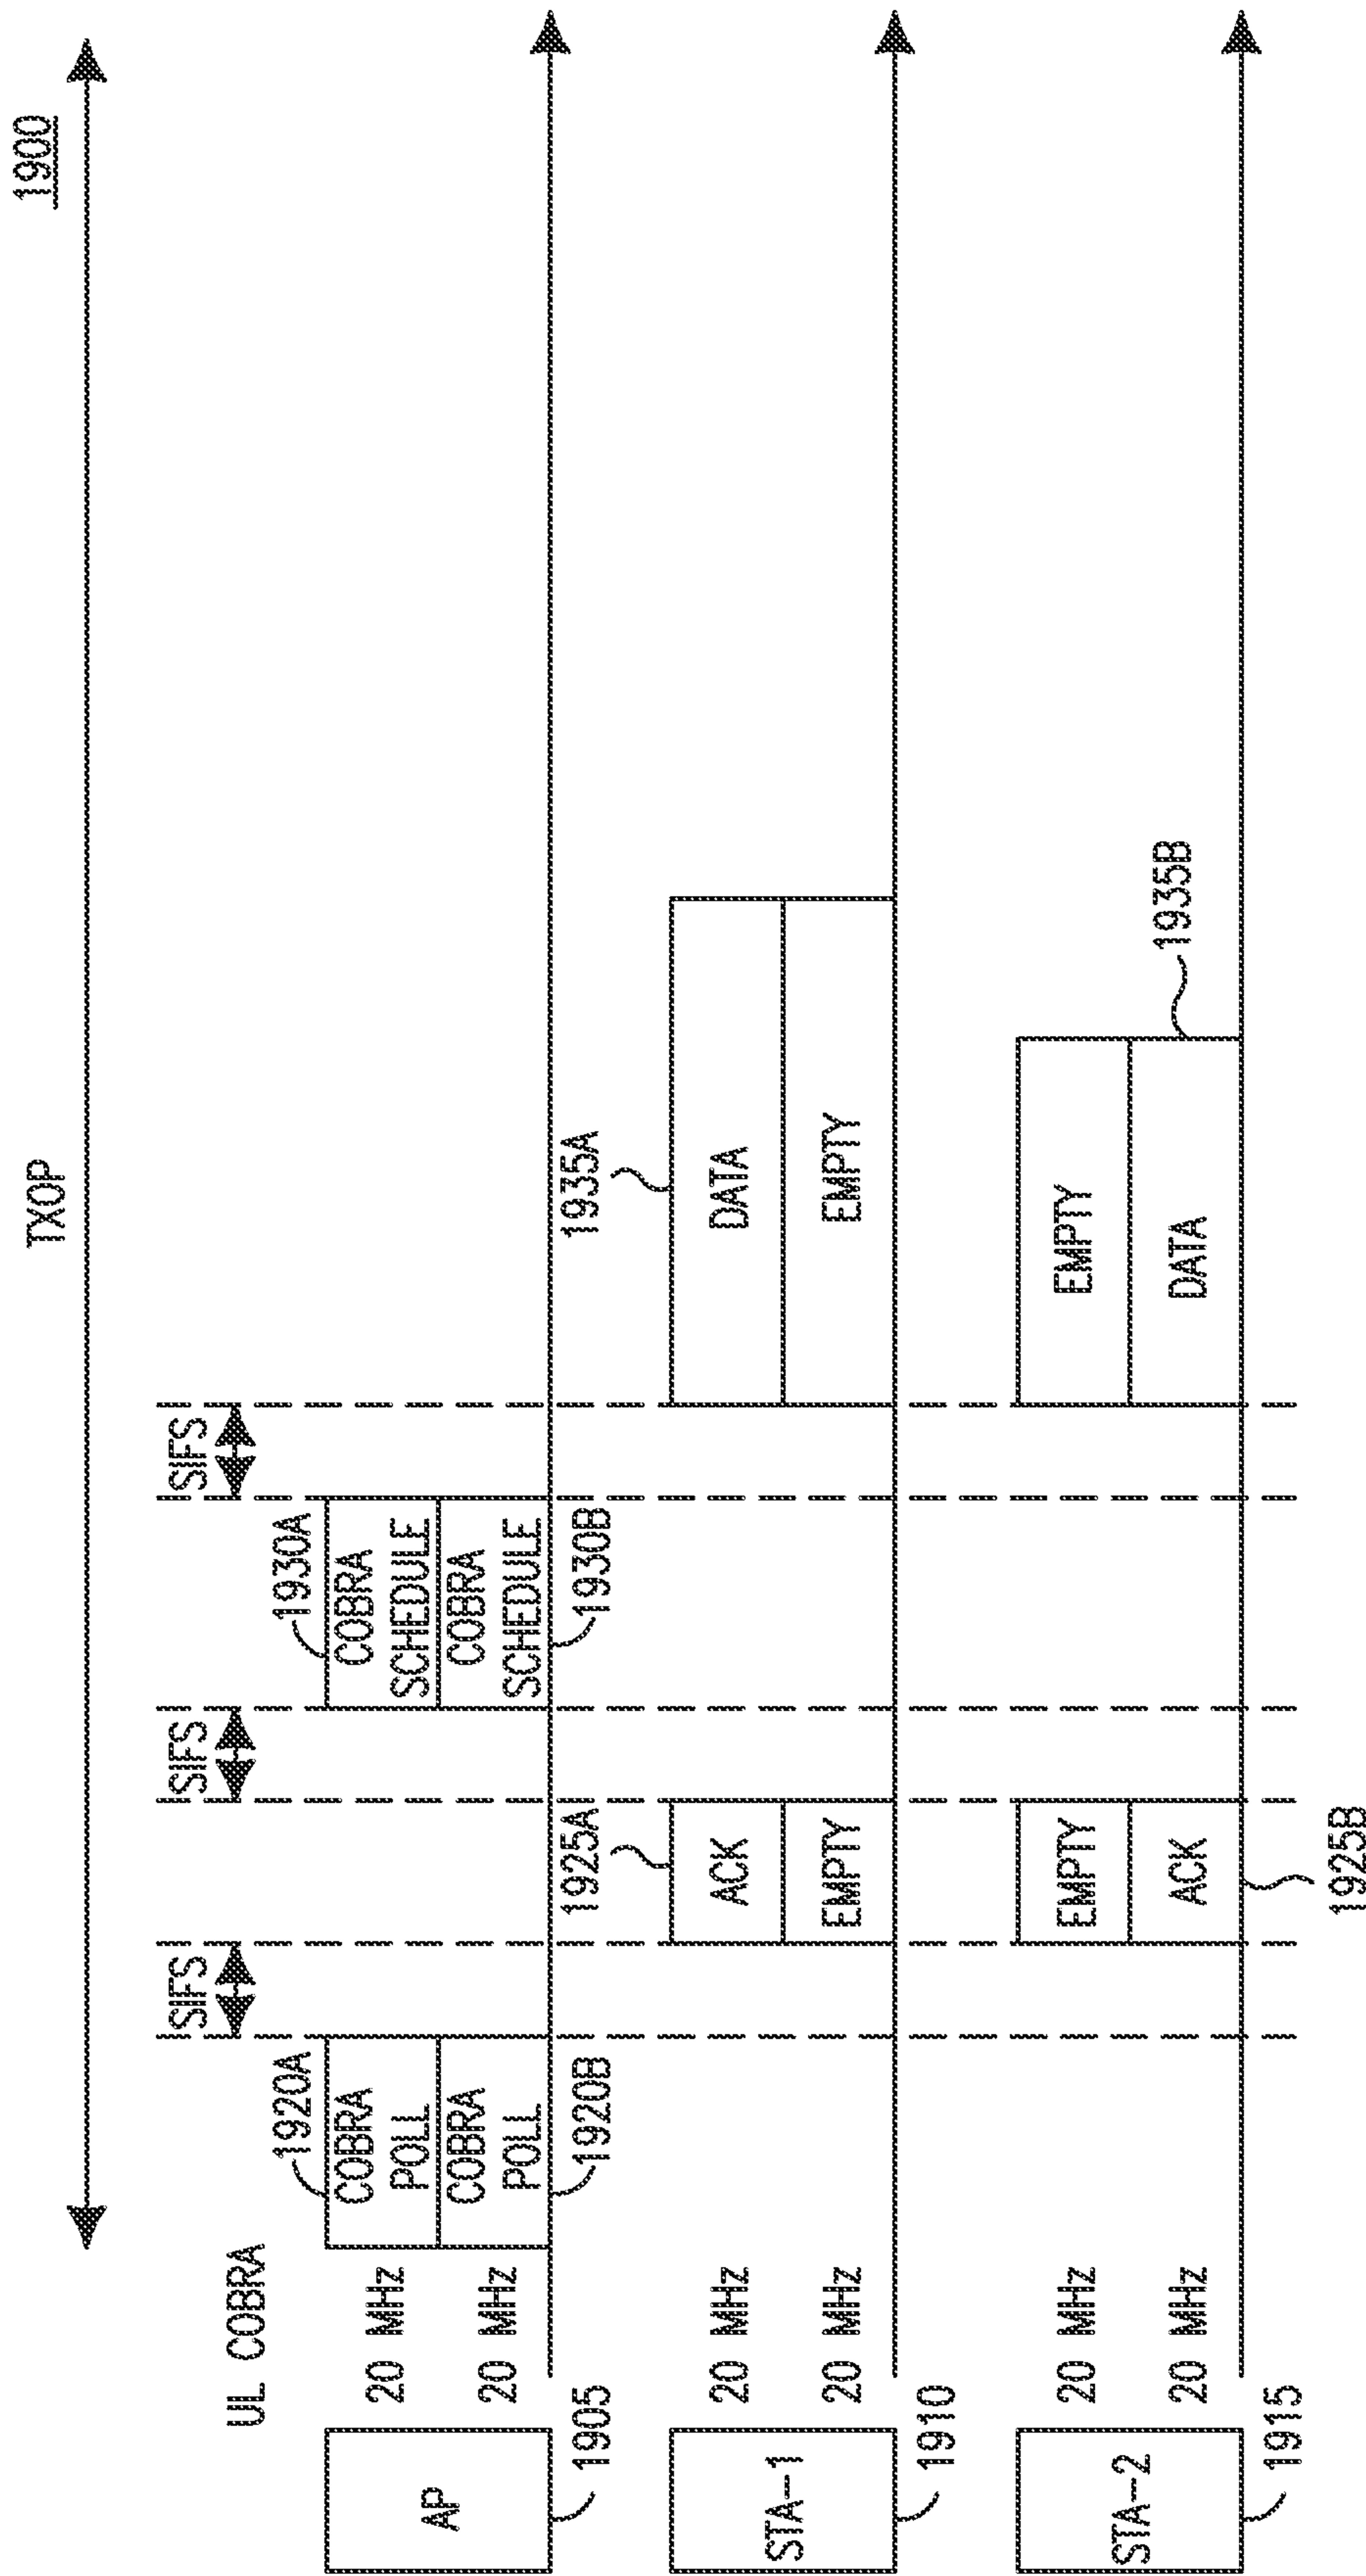 1900
TXOP
UL COBRA
SIFS
SIFS
SIFS
AP
1905
20 MHz
20 MHz
1920A
COBRA
POLL
COBRA
POLL
1920B
1930A
COBRA
SCHEDULE
COBRA
SCHEDULE
1930B
STA-1
1910
20 MHz
20 MHz
1925A
ACK
EMPTY
1935A
DATA
EMPTY
STA-2
1915
20 MHz
20 MHz
EMPTY
ACK
1925B
EMPTY
DATA
1935B